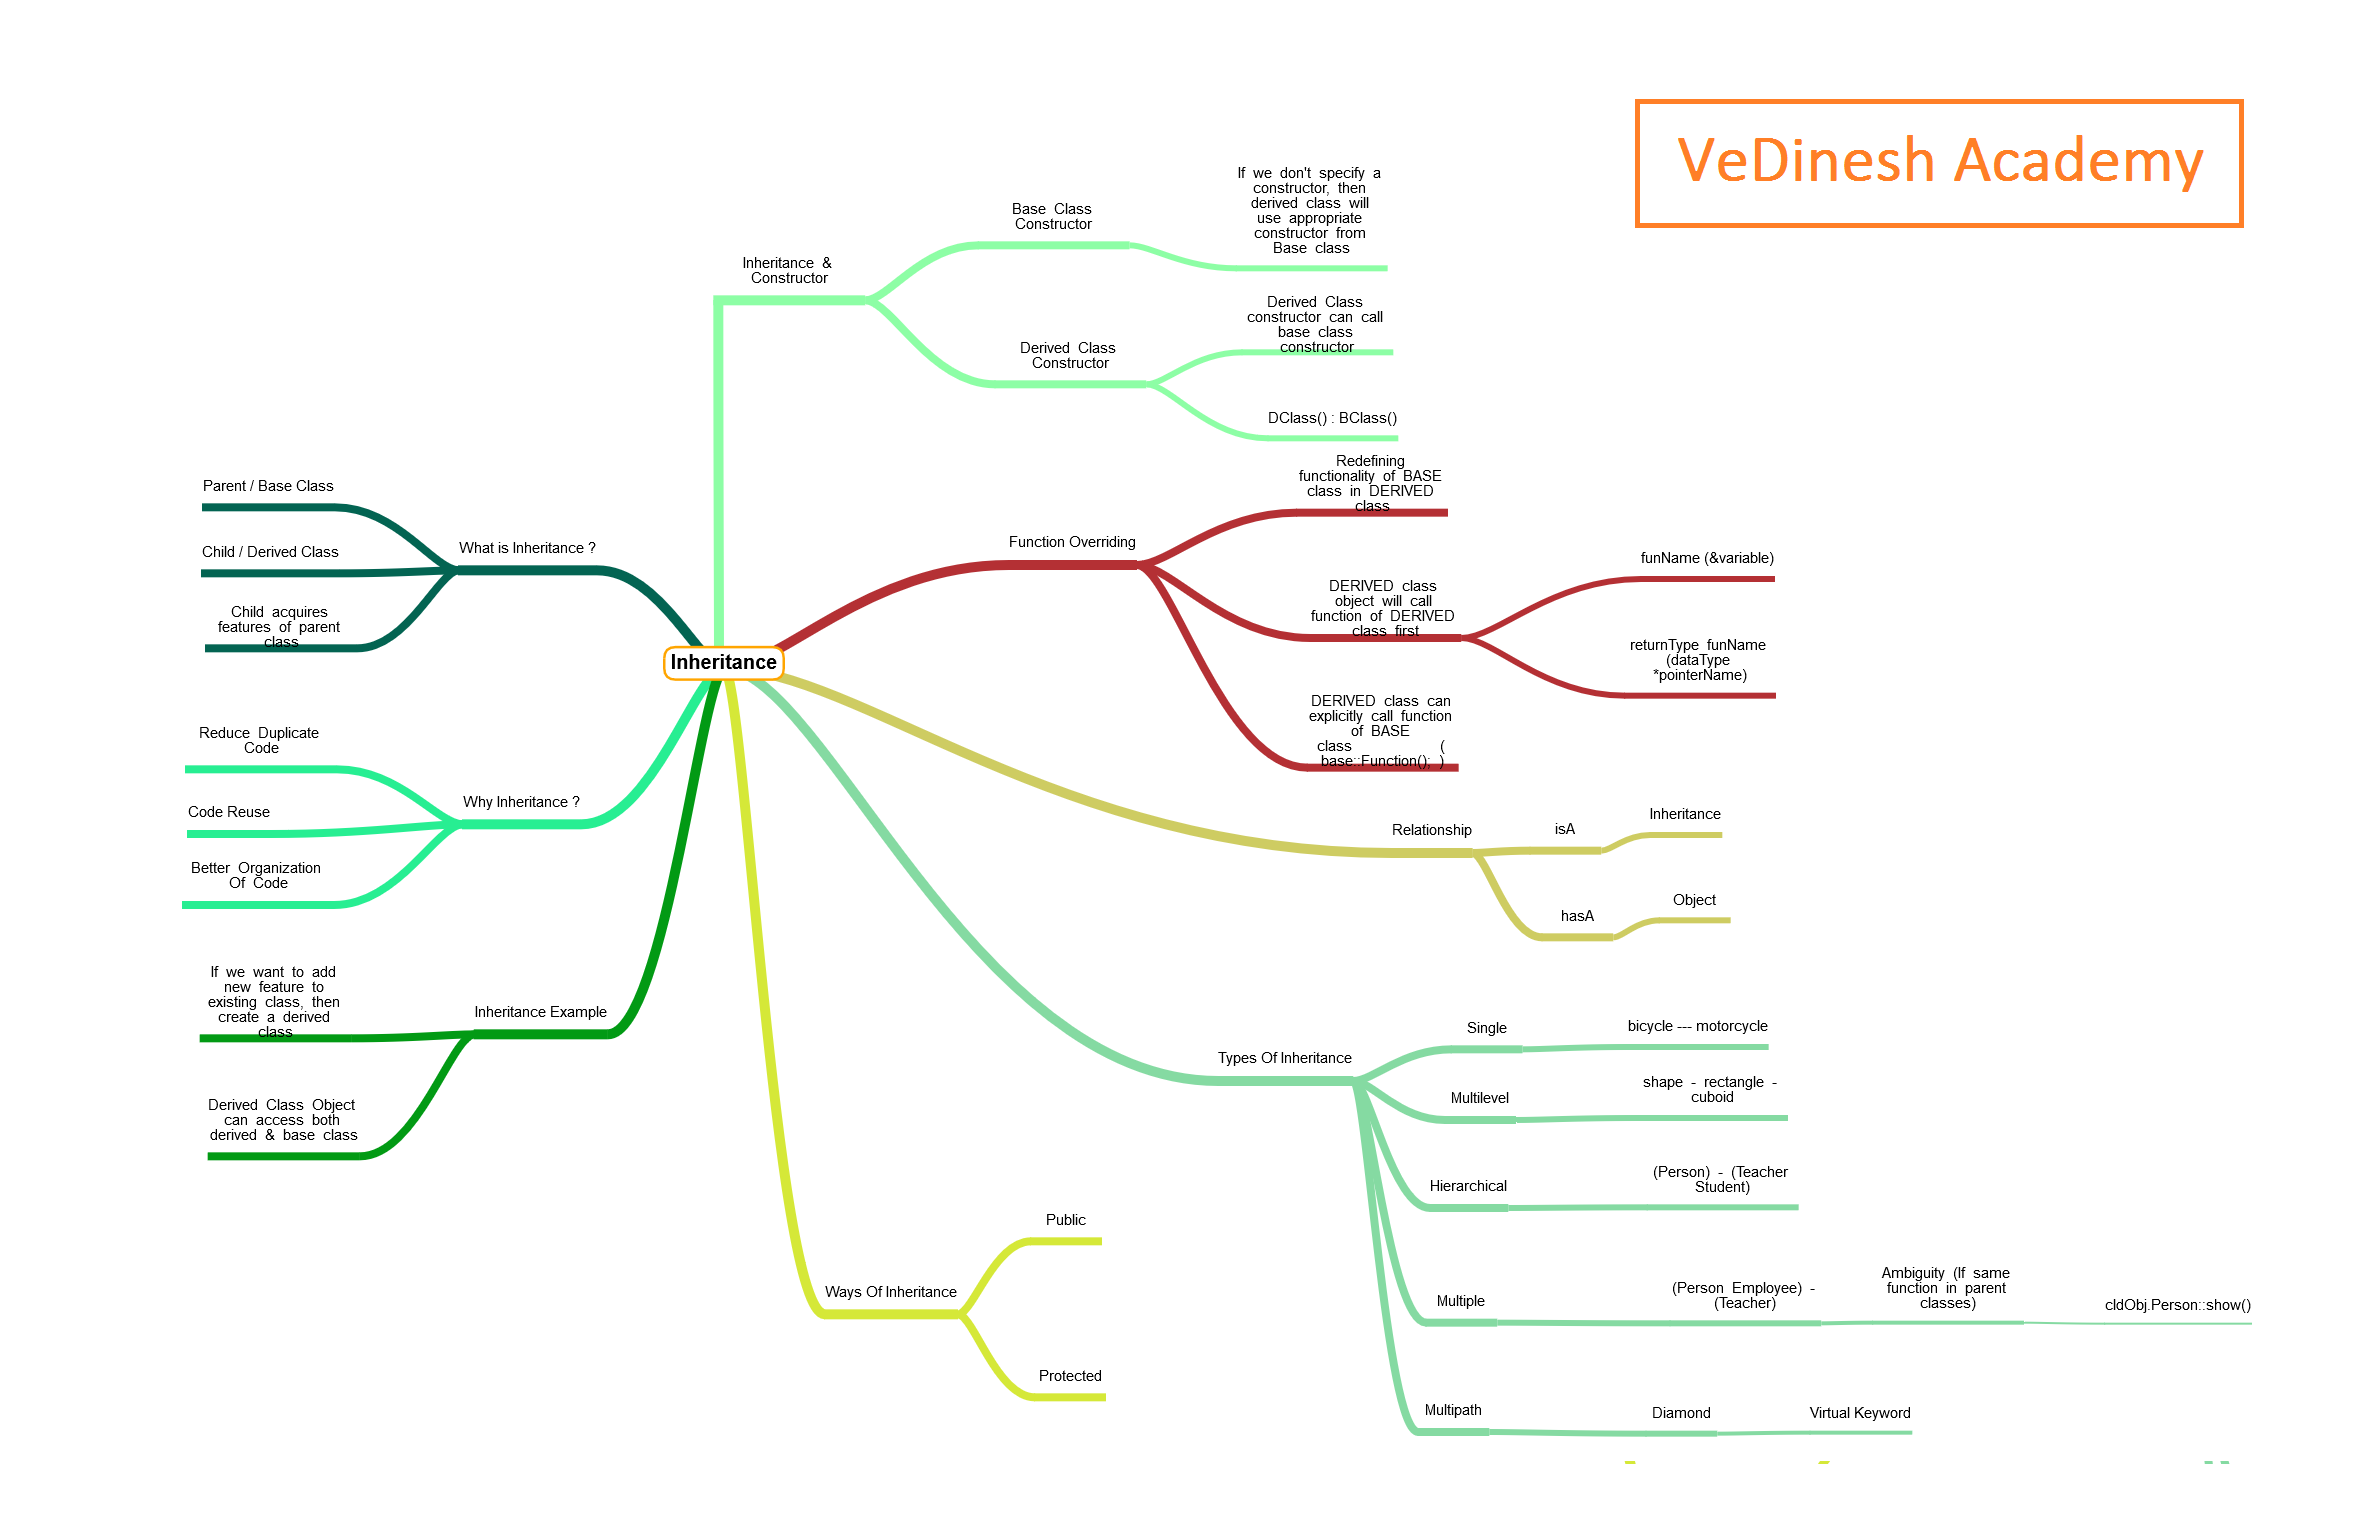 VeDinesh Academy
If we don't specify a
constructor, then
derived class will
use appropriate
constructor from
Base class
Base Class
Constructor
Inheritance &
Constructor
Derived Class
constructor can call
base class
constructor
Derived Class
Constructor
DClass() : BClass()
Redefining
functionality of BASE
class in DERIVED
class
Function Overriding
DERIVED class
object will call
function of DERIVED
class first
funName (&variable)
returnType funName
(dataType
*pointerName)
DERIVED class can
explicitly call function
of BASE
class (
base::Function(); )
Parent / Base Class
What is Inheritance ?
Child / Derived Class
Child acquires
features of parent
class
Inheritance
Reduce Duplicate
Code
Why Inheritance ?
Code Reuse
Better Organization
Of Code
Relationship
isA
Inheritance
hasA
Object
If we want to add
new feature to
existing class, then
create a derived
class
Inheritance Example
Derived Class Object
can access both
derived & base class
Types Of Inheritance
Single
bicycle --- motorcycle
Multilevel
shape - rectangle -
cuboid
Hierarchical
(Person) - (Teacher
Student)
Multiple
(Person Employee) -
(Teacher)
Ambiguity (If same
function in parent
classes)
cldObj.Person::show()
Multipath
Diamond
Virtual Keyword
Ways Of Inheritance
Public
Protected